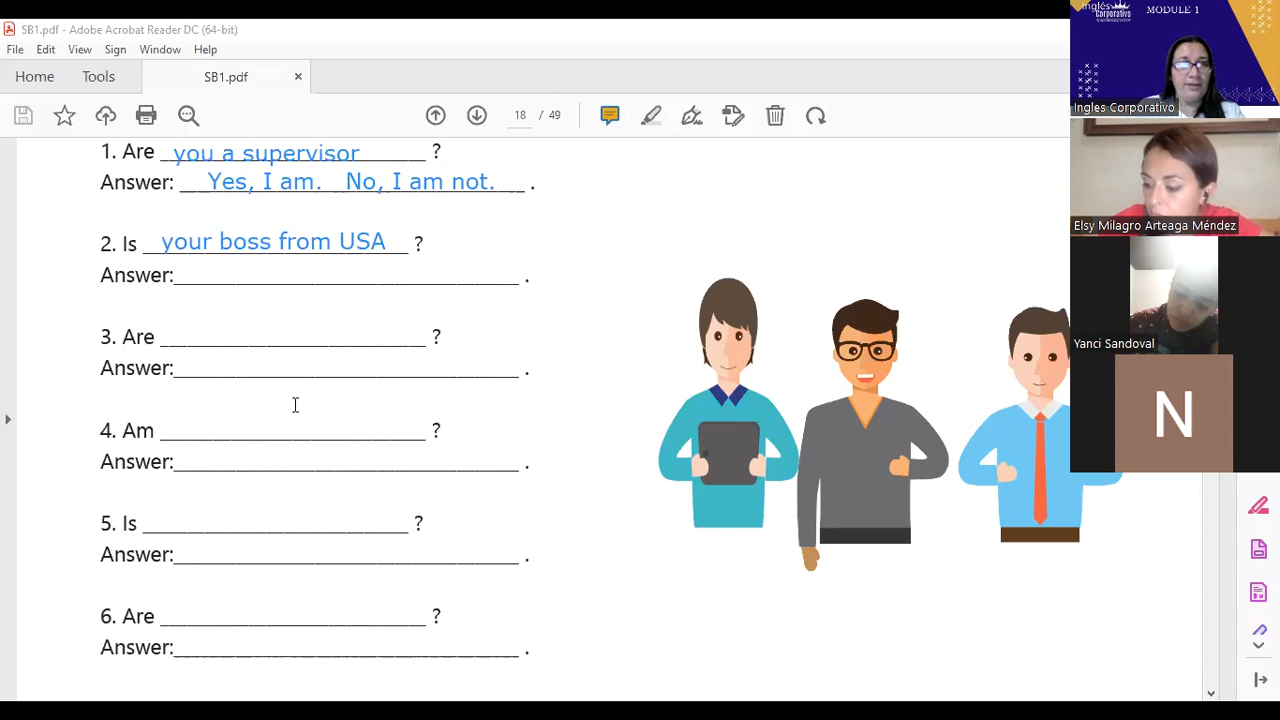 SB1.pdf - Adobe Acrobat Reader DC (64-bit)
File Edit View Sign Window Help
Home Tools SB1.pdf ×
18 / 49
1. Are you a supervisor ?
Answer: Yes, I am. No, I am not. .
2. Is your boss from USA ?
Answer: .
3. Are ?
Answer: .
4. Am ?
Answer: .
5. Is ?
Answer: .
6. Are ?
Answer: .
Inglés
Corporativo
MODULE 1
Ingles Corporativo
Elsy Milagro Arteaga Méndez
Yanci Sandoval
N